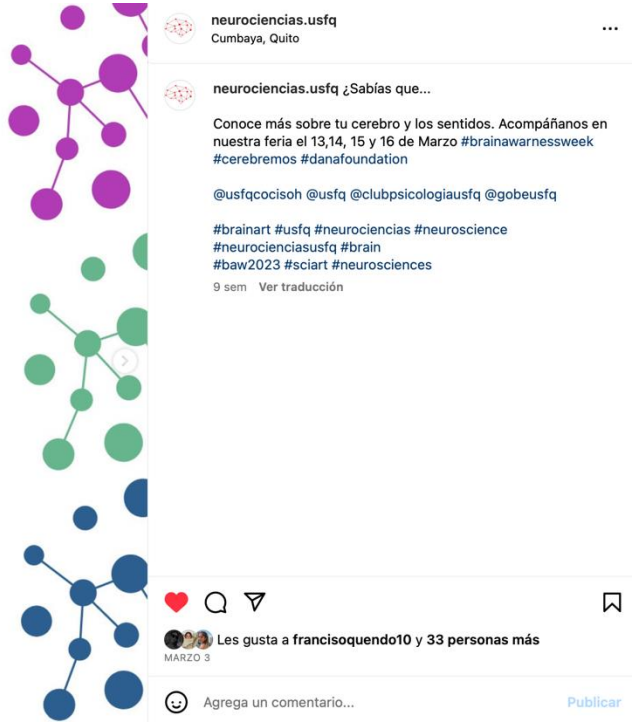 neurociencias.usfq
Cumbaya, Quito
neurociencias.usfq ¿Sabías que...
Conoce más sobre tu cerebro y los sentidos. Acompáñanos en
nuestra feria el 13,14, 15 y 16 de Marzo #brainawarnessweek
#cerebremos #danafoundation
@usfqcocisoh @usfq @clubpsicologiausfq @gobeusfq
#brainart #usfq #neurociencias #neuroscience
#neurocienciasusfq #brain
#baw2023 #sciart #neurosciences
9 sem Ver traducción
Les gusta a francisoquendo10 y 33 personas más
MARZO 3
Agrega un comentario...
Publicar